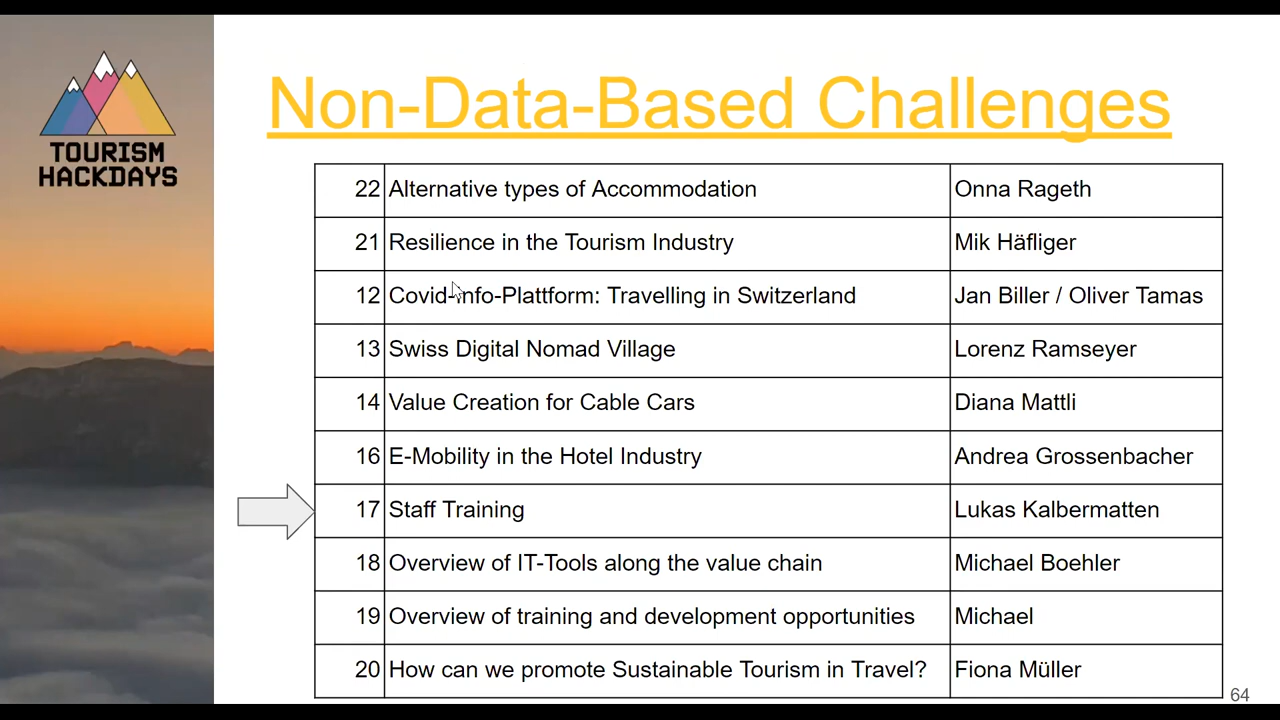 TOURISM
HACKDAYS
Non-Data-Based Challenges
22 Alternative types of Accommodation Onna Rageth
21 Resilience in the Tourism Industry Mik Häfliger
12 Covid-Info-Plattform: Travelling in Switzerland Jan Biller / Oliver Tamas
13 Swiss Digital Nomad Village Lorenz Ramseyer
14 Value Creation for Cable Cars Diana Mattli
16 E-Mobility in the Hotel Industry Andrea Grossenbacher
17 Staff Training Lukas Kalbermatten
18 Overview of IT-Tools along the value chain Michael Boehler
19 Overview of training and development opportunities Michael
20 How can we promote Sustainable Tourism in Travel? Fiona Müller
64